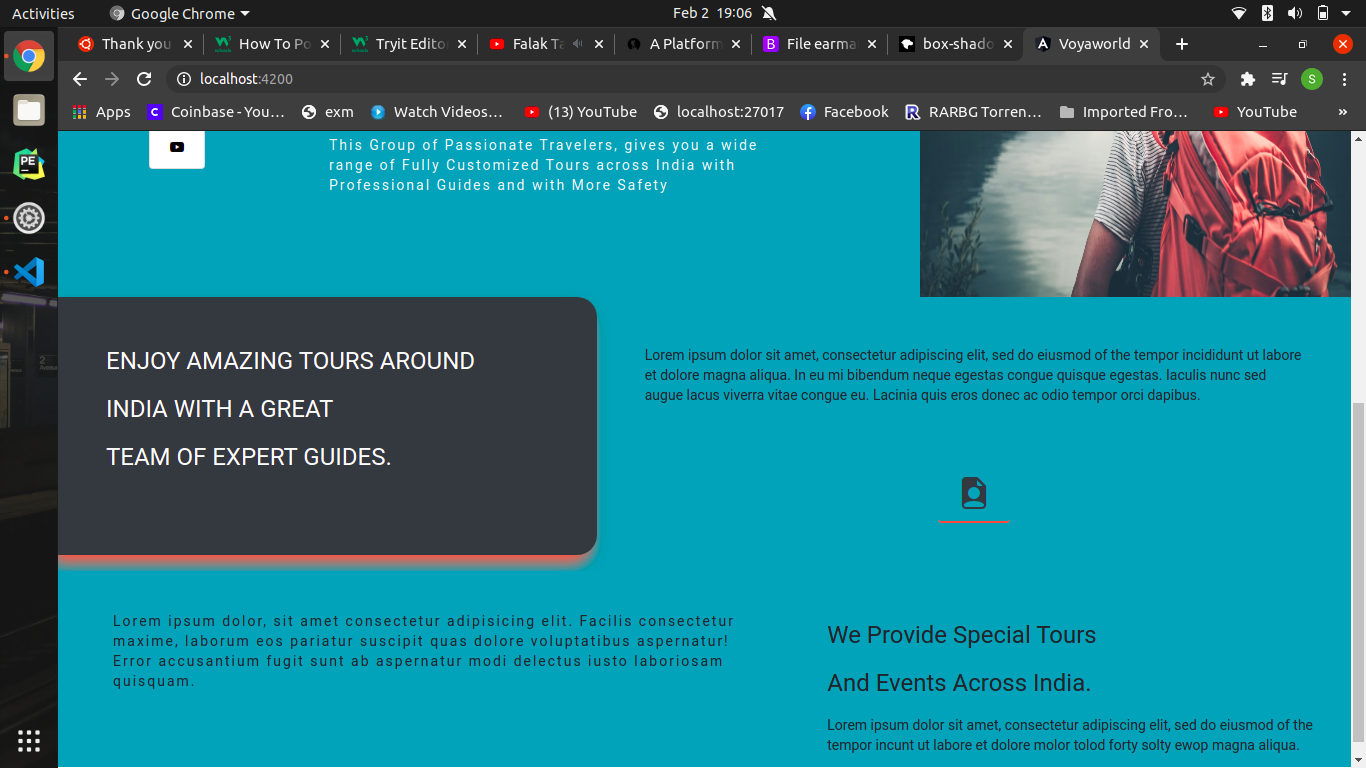 Activities
Google Chrome
Feb 2 19:06
Thank you
How To Po
Tryit Edito
Falak Ta
A Platform
File earma
box-shado
Voyaworld
localhost:4200
S
Apps
Coinbase - You…
exm
Watch Videos…
(13) YouTube
localhost:27017
Facebook
RARBG Torren…
Imported Fro…
YouTube
»
PE
This Group of Passionate Travelers, gives you a wide
range of Fully Customized Tours across India with
Professional Guides and with More Safety
ENJOY AMAZING TOURS AROUND
INDIA WITH A GREAT
TEAM OF EXPERT GUIDES.
Lorem ipsum dolor sit amet, consectetur adipiscing elit, sed do eiusmod of the tempor incididunt ut labore
et dolore magna aliqua. In eu mi bibendum neque egestas congue quisque egestas. Iaculis nunc sed
augue lacus viverra vitae congue eu. Lacinia quis eros donec ac odio tempor orci dapibus.
Lorem ipsum dolor, sit amet consectetur adipisicing elit. Facilis consectetur
maxime, laborum eos pariatur suscipit quas dolore voluptatibus aspernatur!
Error accusantium fugit sunt ab aspernatur modi delectus iusto laboriosam
quisquam.
We Provide Special Tours
And Events Across India.
Lorem ipsum dolor sit amet, consectetur adipiscing elit, sed do eiusmod of the
tempor incunt ut labore et dolore molor tolod forty solty ewop magna aliqua.